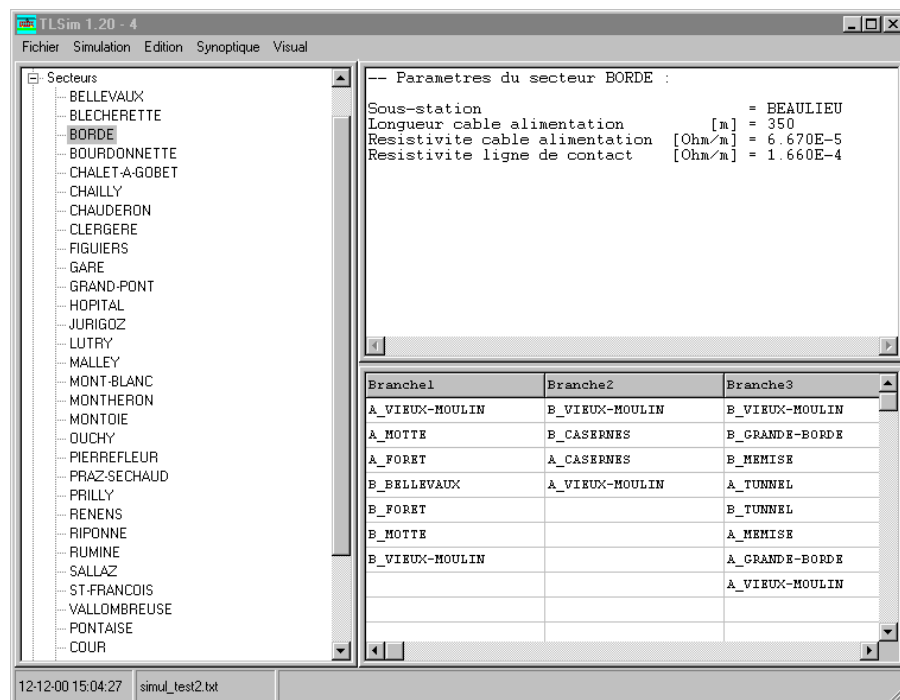 TLSim 1.20 - 4
Fichier Simulation Edition Synoptique Visual
Secteurs
BELLEVAUX
BLECHERETTE
BORDE
BOURDONNETTE
CHALET-A-GOBET
CHAILLY
CHAUDERON
CLERGERE
FIGUIERS
GARE
GRAND-PONT
HOPITAL
JURIGOZ
LUTRY
MALLEY
MONT-BLANC
MONTHERON
MONTOIE
OUCHY
PIERREFLEUR
PRAZ-SECHAUD
PRILLY
RENENS
RIPONNE
RUMINE
SALLAZ
ST-FRANCOIS
VALLOMBREUSE
PONTAISE
COUR
-- Parametres du secteur BORDE :
Sous-station = BEAULIEU
Longueur cable alimentation [m] = 350
Resistivite cable alimentation [Ohm/m] = 6.670E-5
Resistivite ligne de contact [Ohm/m] = 1.660E-4
Branche1 Branche2 Branche3
A_VIEUX-MOULIN B_VIEUX-MOULIN B_VIEUX-MOULIN
A_MOTTE B_CASERNES B_GRANDE-BORDE
A_FORET A_CASERNES B_MEMISE
B_BELLEVAUX A_VIEUX-MOULIN A_TUNNEL
B_FORET B_TUNNEL
B_MOTTE A_MEMISE
B_VIEUX-MOULIN A_GRANDE-BORDE
A_VIEUX-MOULIN
12-12-00 15:04:27 simul_test2.txt